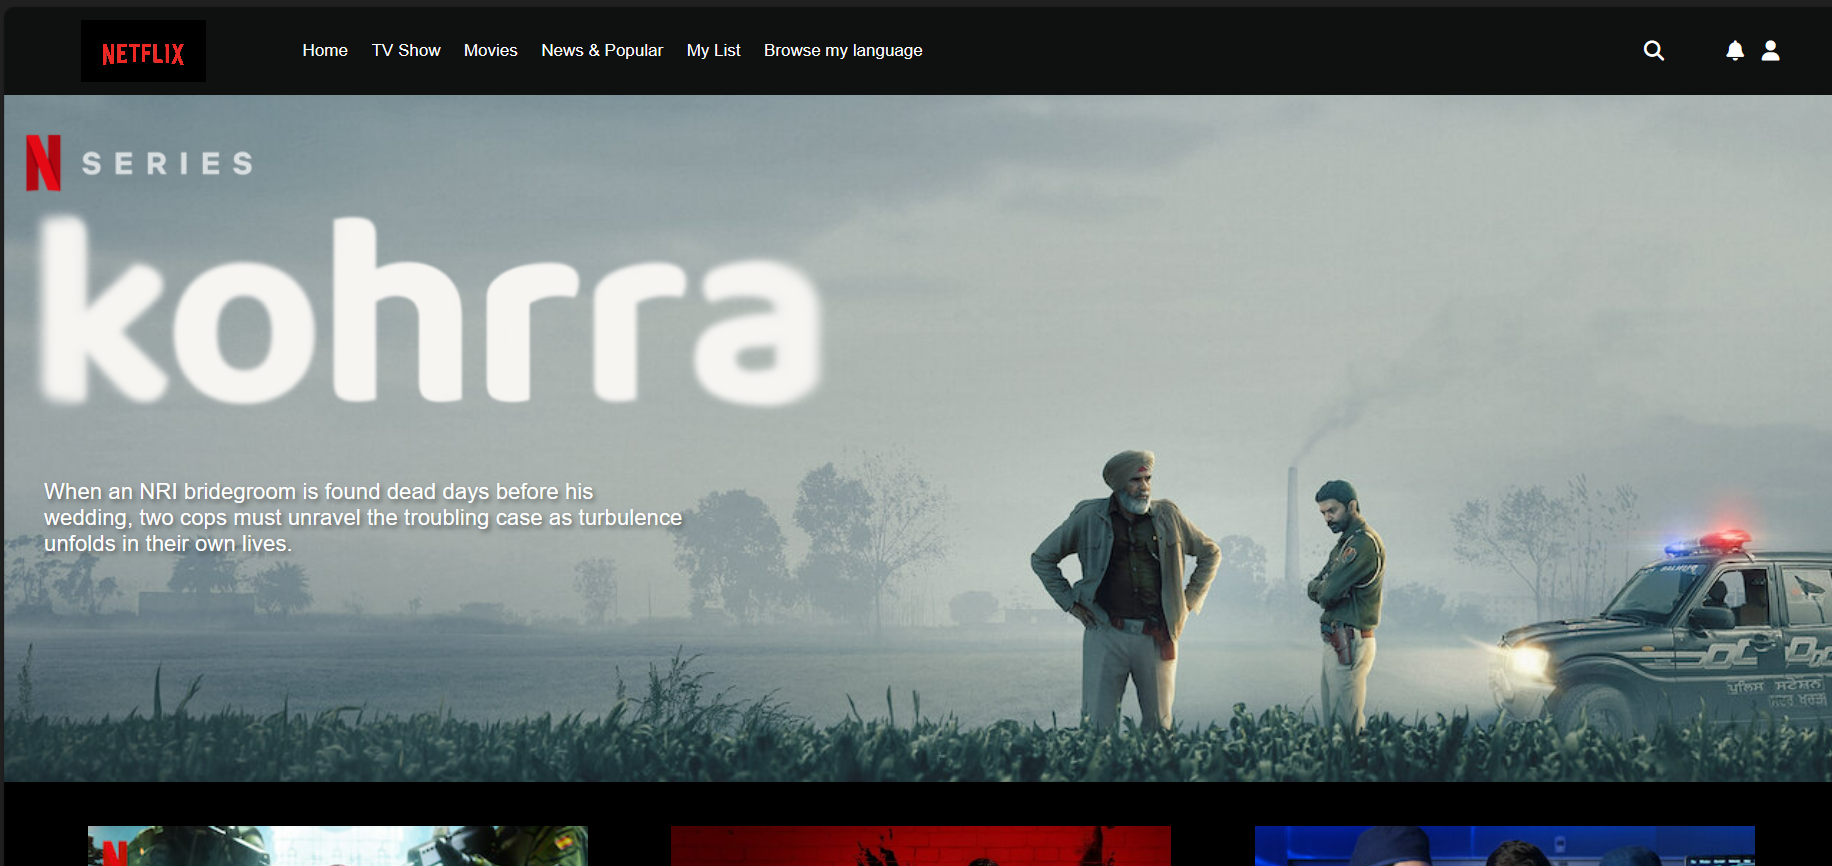 NETFLIX
Home TV Show Movies News & Popular My List Browse my language
N SERIES
kohrra
When an NRI bridegroom is found dead days before his
wedding, two cops must unravel the troubling case as turbulence
unfolds in their own lives.
ਪੁਲਿਸ ਸਟੇਸ਼ਨ
N